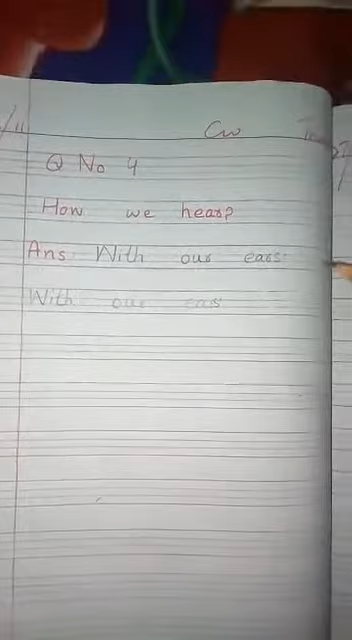 Cw
Q No 4
How we hear?
Ans. With our ears.
With our ears